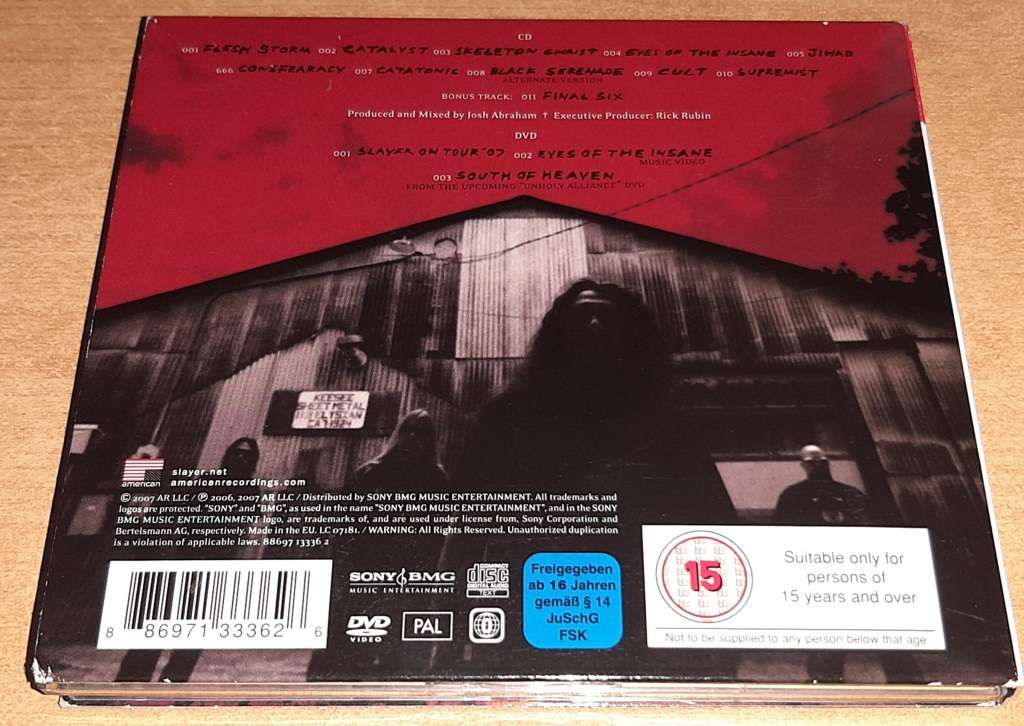 CD
001 FLESH STORM 002 CATALYST 003 SKELETON CHRIST 004 EYES OF THE INSANE 005 JIHAD
666 CONSFEARACY 007 CATATONIC 008 BLACK SERENADE 009 CULT 010 SUPREMIST
ALTERNATE VERSION
BONUS TRACK: 011 FINAL SIX
Produced and Mixed by Josh Abraham † Executive Producer: Rick Rubin
DVD
001 SLAYER ON TOUR '07 002 EYES OF THE INSANE
MUSIC VIDEO
003 SOUTH OF HEAVEN
FROM THE UPCOMING "UNHOLY ALLIANCE" DVD
KEESEE
SHEET METAL
ELYSIAN
american
slayer.net
americanrecordings.com
© 2007 AR LLC / ℗ 2006, 2007 AR LLC / Distributed by SONY BMG MUSIC ENTERTAINMENT. All trademarks and
logos are protected. "SONY" and "BMG", as used in the name "SONY BMG MUSIC ENTERTAINMENT", and in the SONY
BMG MUSIC ENTERTAINMENT logo, are trademarks of, and are used under license from, Sony Corporation and
Bertelsmann AG, respectively. Made in the EU. LC 07181. / WARNING: All Rights Reserved. Unauthorized duplication
is a violation of applicable laws. 88697 13336 2
8 86971 33362 6
SONY BMG
MUSIC ENTERTAINMENT
COMPACT
disc
DIGITAL AUDIO
TEXT
DVD
VIDEO
PAL
0
Freigegeben
ab 16 Jahren
gemäß § 14
JuSchG
FSK
15
Suitable only for
persons of
15 years and over
Not to be supplied to any person below that age